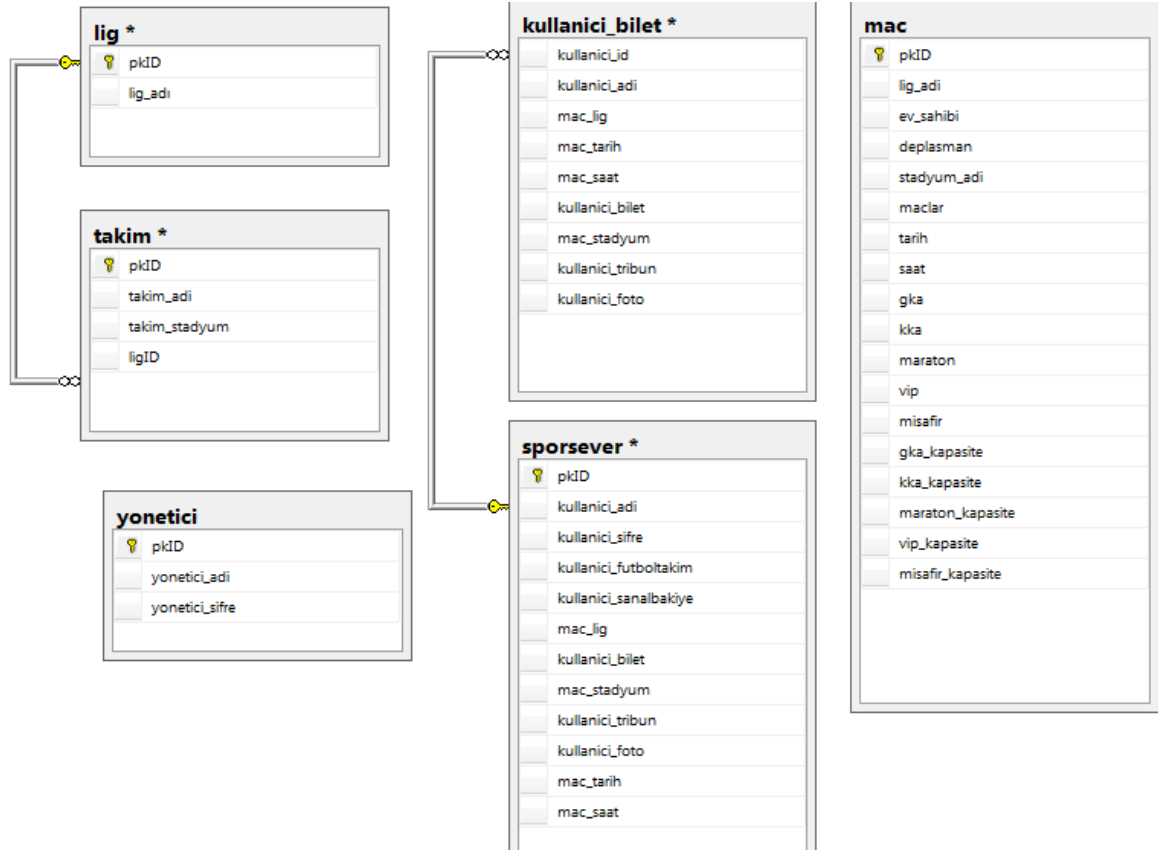 lig *
pkID
lig_adı
takim *
pkID
takim_adi
takim_stadyum
ligID
yonetici
pkID
yonetici_adi
yonetici_sifre
kullanici_bilet *
kullanici_id
kullanici_adi
mac_lig
mac_tarih
mac_saat
kullanici_bilet
mac_stadyum
kullanici_tribun
kullanici_foto
sporsever *
pkID
kullanici_adi
kullanici_sifre
kullanici_futboltakim
kullanici_sanalbakiye
mac_lig
kullanici_bilet
mac_stadyum
kullanici_tribun
kullanici_foto
mac_tarih
mac_saat
mac
pkID
lig_adi
ev_sahibi
deplasman
stadyum_adi
maclar
tarih
saat
gka
kka
maraton
vip
misafir
gka_kapasite
kka_kapasite
maraton_kapasite
vip_kapasite
misafir_kapasite